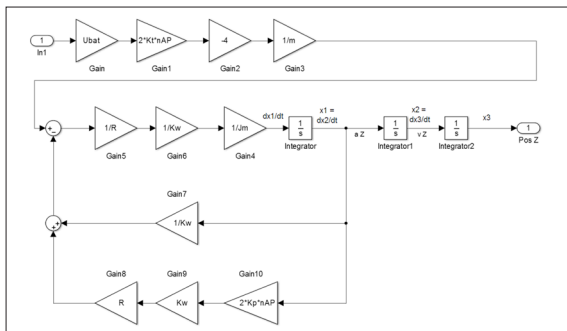 1
In1
Ubat
Gain
2*Kt*nAP
Gain1
-4
Gain2
1/m
Gain3
1/R
Gain5
1/Kw
Gain6
1/Jm
Gain4
dx1/dt
1
s
Integrator
x1 =
dx2/dt
a Z
1
s
Integrator1
x2 =
dx3/dt
v Z
1
s
Integrator2
x3
1
Pos Z
Gain7
1/Kw
Gain8
R
Gain9
Kw
Gain10
2*Kp*nAP